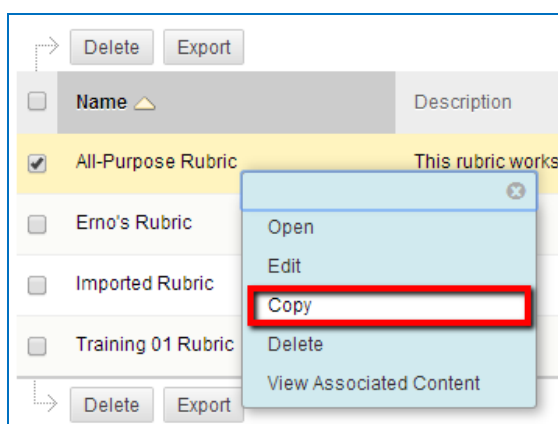 Delete Export
Name Description
All-Purpose Rubric This rubric works
Erno's Rubric
Open
Edit
Imported Rubric
Copy
Training 01 Rubric Delete
View Associated Content
Delete Export